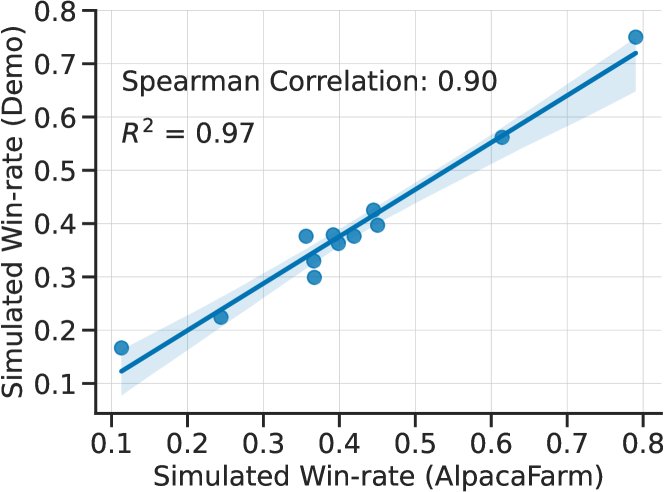 0.8
0.7
0.6
0.5
0.4
0.3
0.2
0.1
Simulated Win-rate (Demo)
Spearman Correlation: 0.90
R² = 0.97
0.1 0.2 0.3 0.4 0.5 0.6 0.7 0.8
Simulated Win-rate (AlpacaFarm)